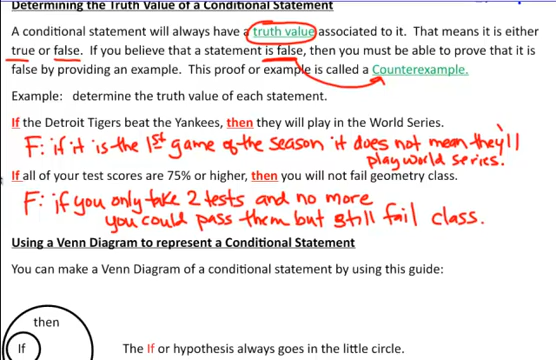 Determining the Truth Value of a Conditional Statement
A conditional statement will always have a truth value associated to it. That means it is either
true or false. If you believe that a statement is false, then you must be able to prove that it is
false by providing an example. This proof or example is called a Counterexample.
Example: determine the truth value of each statement.
If the Detroit Tigers beat the Yankees, then they will play in the World Series.
F: if it is the 1st game of the season it does not mean they'll
play world series.
If all of your test scores are 75% or higher, then you will not fail geometry class.
F: if you only take 2 tests and no more
you could pass them but still fail class.
Using a Venn Diagram to represent a Conditional Statement
You can make a Venn Diagram of a conditional statement by using this guide:
then
If
The If or hypothesis always goes in the little circle.